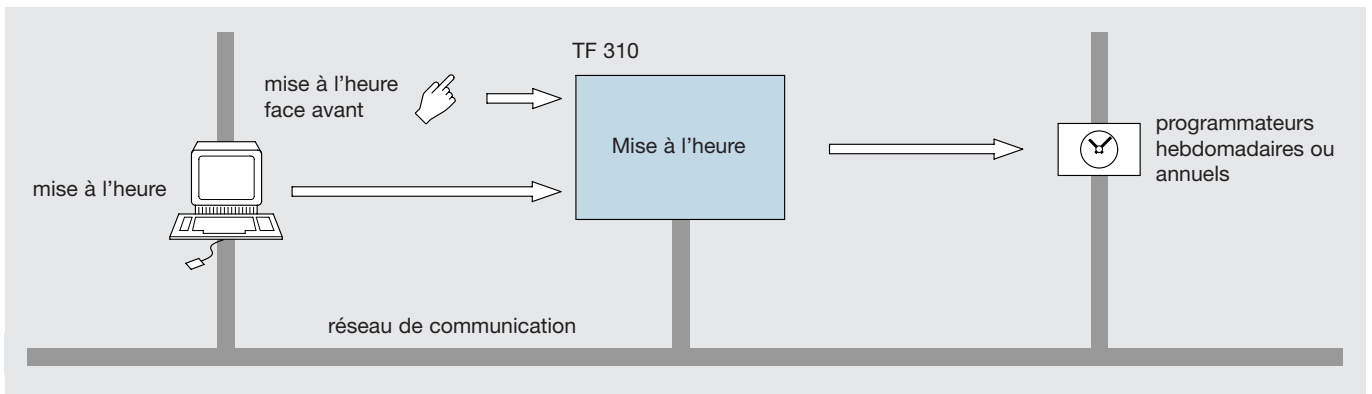 TF 310
mise à l’heure
face avant
Mise à l’heure
programmateurs
hebdomadaires ou
annuels
mise à l’heure
réseau de communication